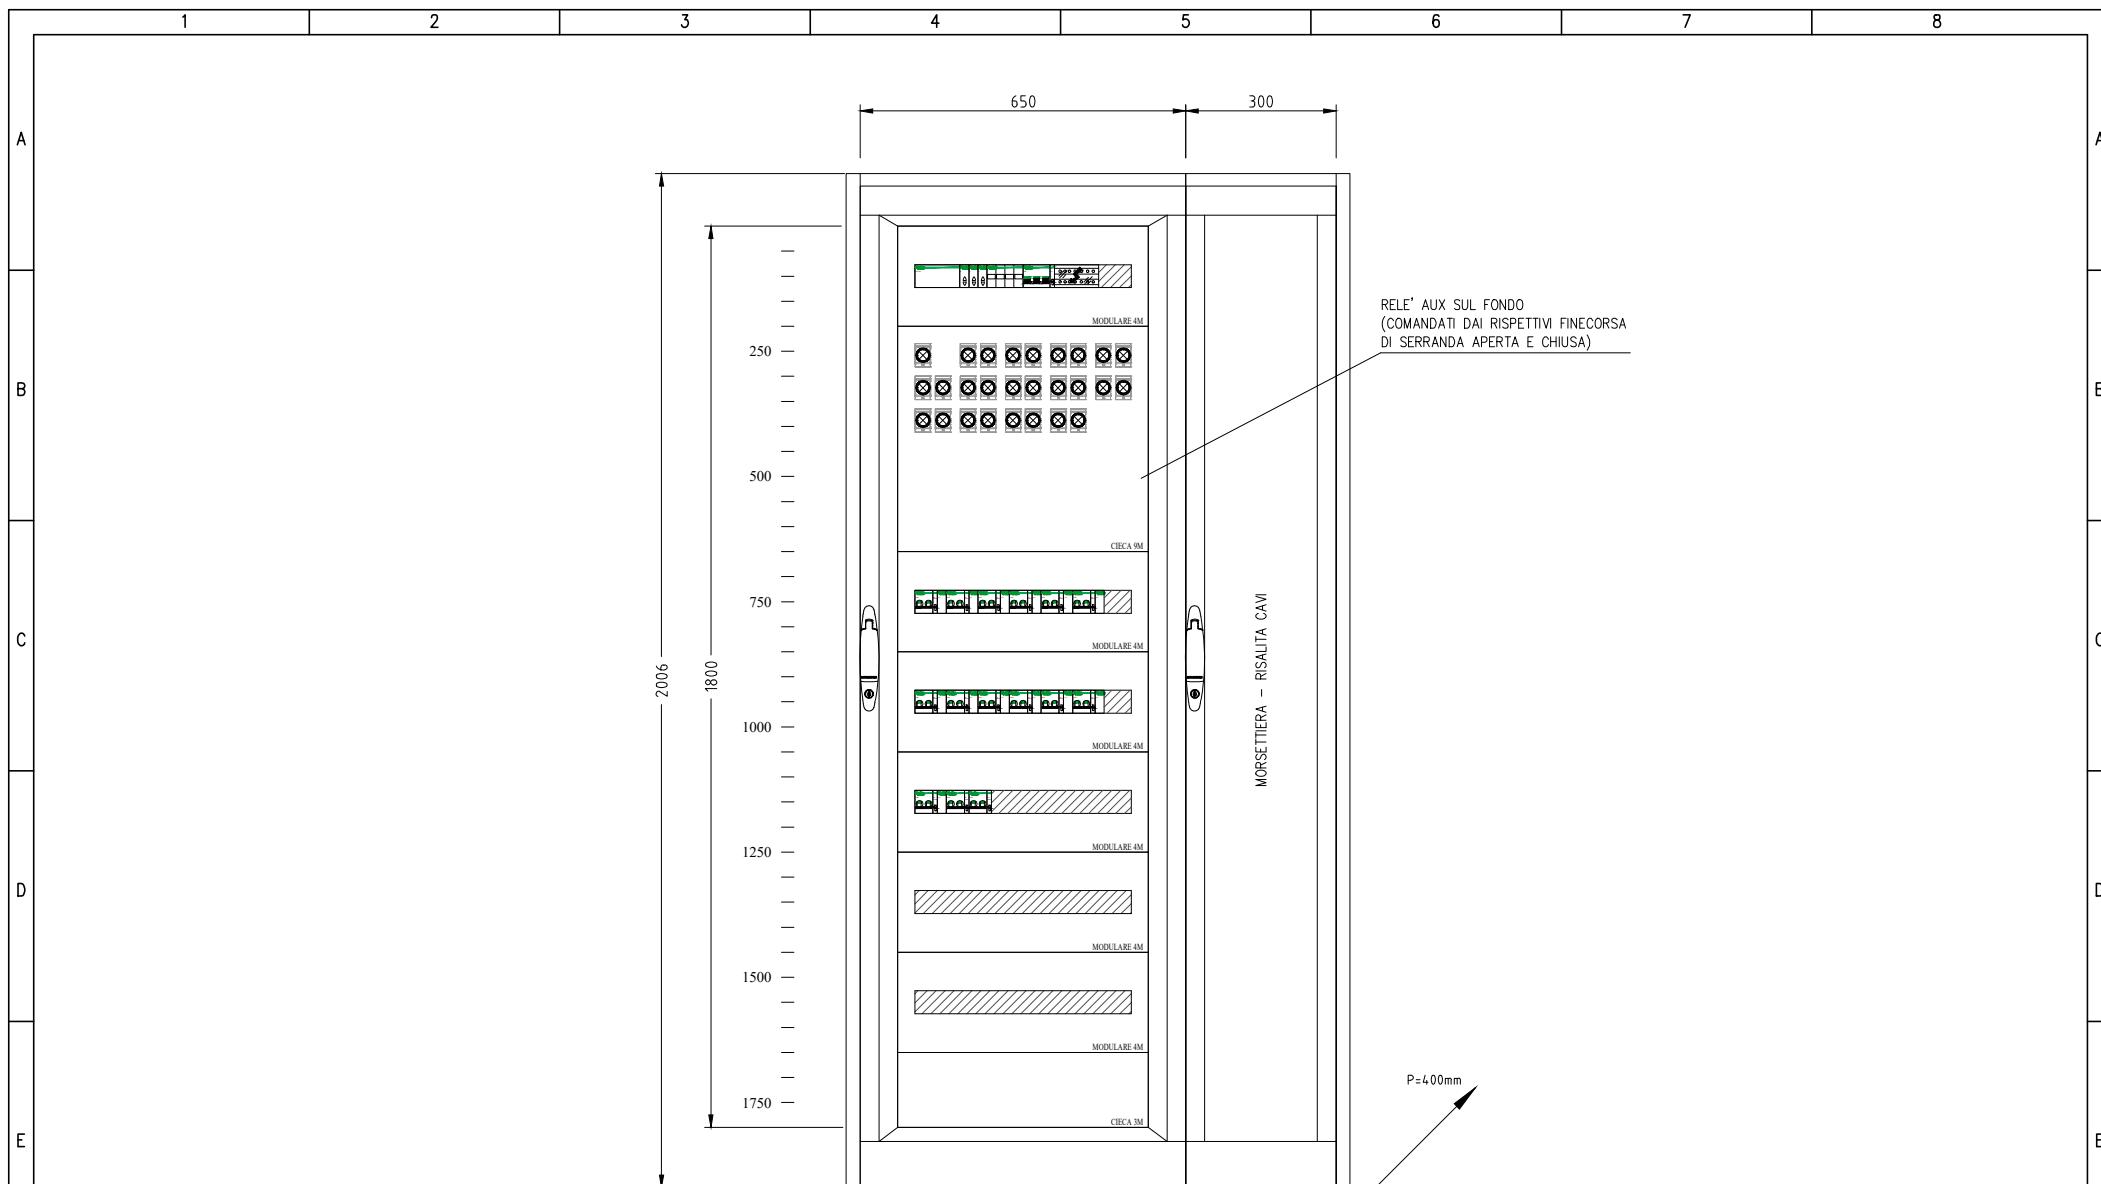 1 2 3 4 5 6 7 8
650 300
A A
RELE' AUX SUL FONDO
(COMANDATI DAI RISPETTIVI FINECORSA
DI SERRANDA APERTA E CHIUSA)
MODULARE 4M
250
B B
500
CIECA 9M
750
MODULARE 4M
C C
2006
1800
MORSETTIERA - RISALITA CAVI
1000
MODULARE 4M
1250
MODULARE 4M
D D
MODULARE 4M
1500
MODULARE 4M
P=400mm
1750
CIECA 3M
E E